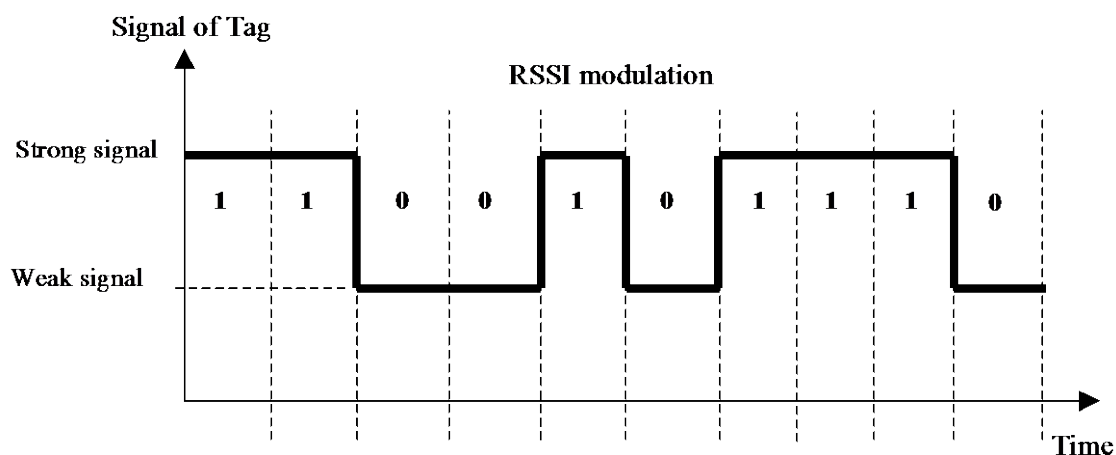 Signal of Tag
RSSI modulation
Strong signal
1 1 0 0 1 0 1 1 1 0
Weak signal
Time